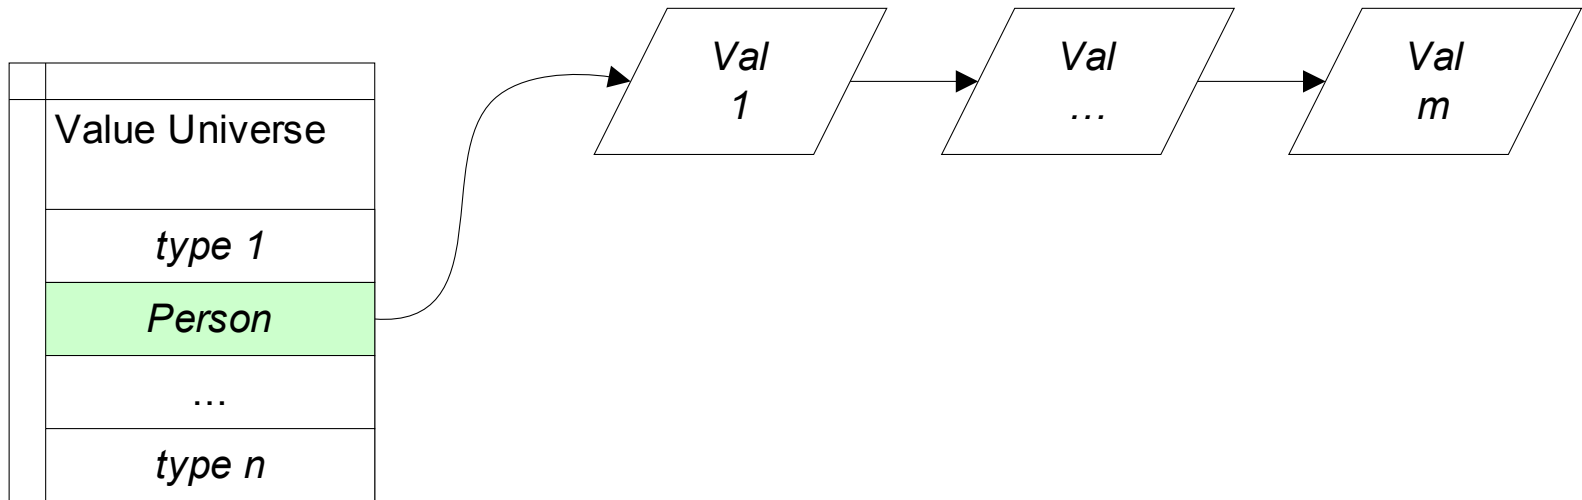 Value Universe
type 1
Person
...
type n
Val
1
Val
...
Val
m